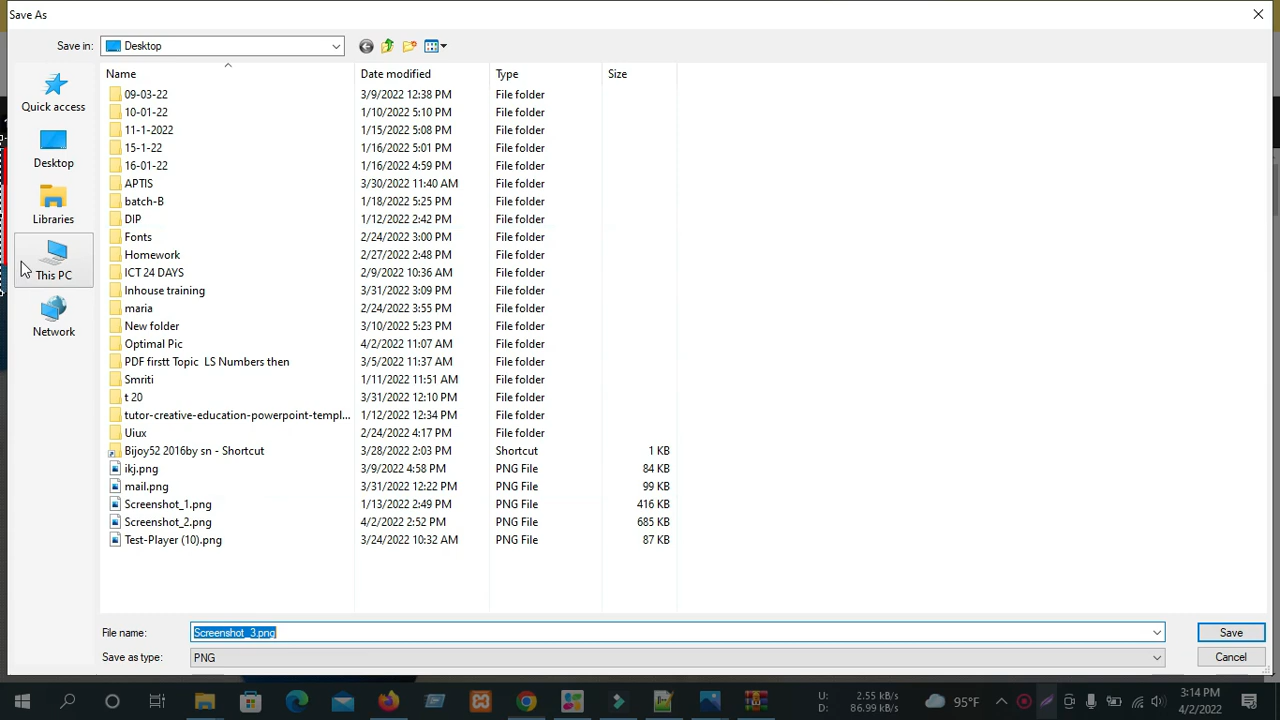 Save As
Save in: Desktop
Quick access
Desktop
Libraries
This PC
Network
Name Date modified Type Size
09-03-22 3/9/2022 12:38 PM File folder
10-01-22 1/10/2022 5:10 PM File folder
11-1-2022 1/15/2022 5:08 PM File folder
15-1-22 1/16/2022 5:01 PM File folder
16-01-22 1/16/2022 4:59 PM File folder
APTIS 3/30/2022 11:40 AM File folder
batch-B 1/18/2022 5:25 PM File folder
DIP 1/12/2022 2:42 PM File folder
Fonts 2/24/2022 3:00 PM File folder
Homework 2/27/2022 2:48 PM File folder
ICT 24 DAYS 2/9/2022 10:36 AM File folder
Inhouse training 3/31/2022 3:09 PM File folder
maria 2/24/2022 3:55 PM File folder
New folder 3/10/2022 5:23 PM File folder
Optimal Pic 4/2/2022 11:07 AM File folder
PDF firstt Topic LS Numbers then 3/5/2022 11:37 AM File folder
Smriti 1/11/2022 11:51 AM File folder
t 20 3/31/2022 12:10 PM File folder
tutor-creative-education-powerpoint-templ... 1/12/2022 12:34 PM File folder
Uiux 2/24/2022 4:17 PM File folder
Bijoy52 2016by sn - Shortcut 3/28/2022 2:03 PM Shortcut 1 KB
ikj.png 3/9/2022 4:58 PM PNG File 84 KB
mail.png 3/31/2022 12:22 PM PNG File 99 KB
Screenshot_1.png 1/13/2022 2:49 PM PNG File 416 KB
Screenshot_2.png 4/2/2022 2:52 PM PNG File 685 KB
Test-Player (10).png 3/24/2022 10:32 AM PNG File 87 KB
File name: Screenshot_3.png Save
Save as type: PNG Cancel
U: 2.55 kB/s
D: 86.99 kB/s
95°F
3:14 PM
4/2/2022